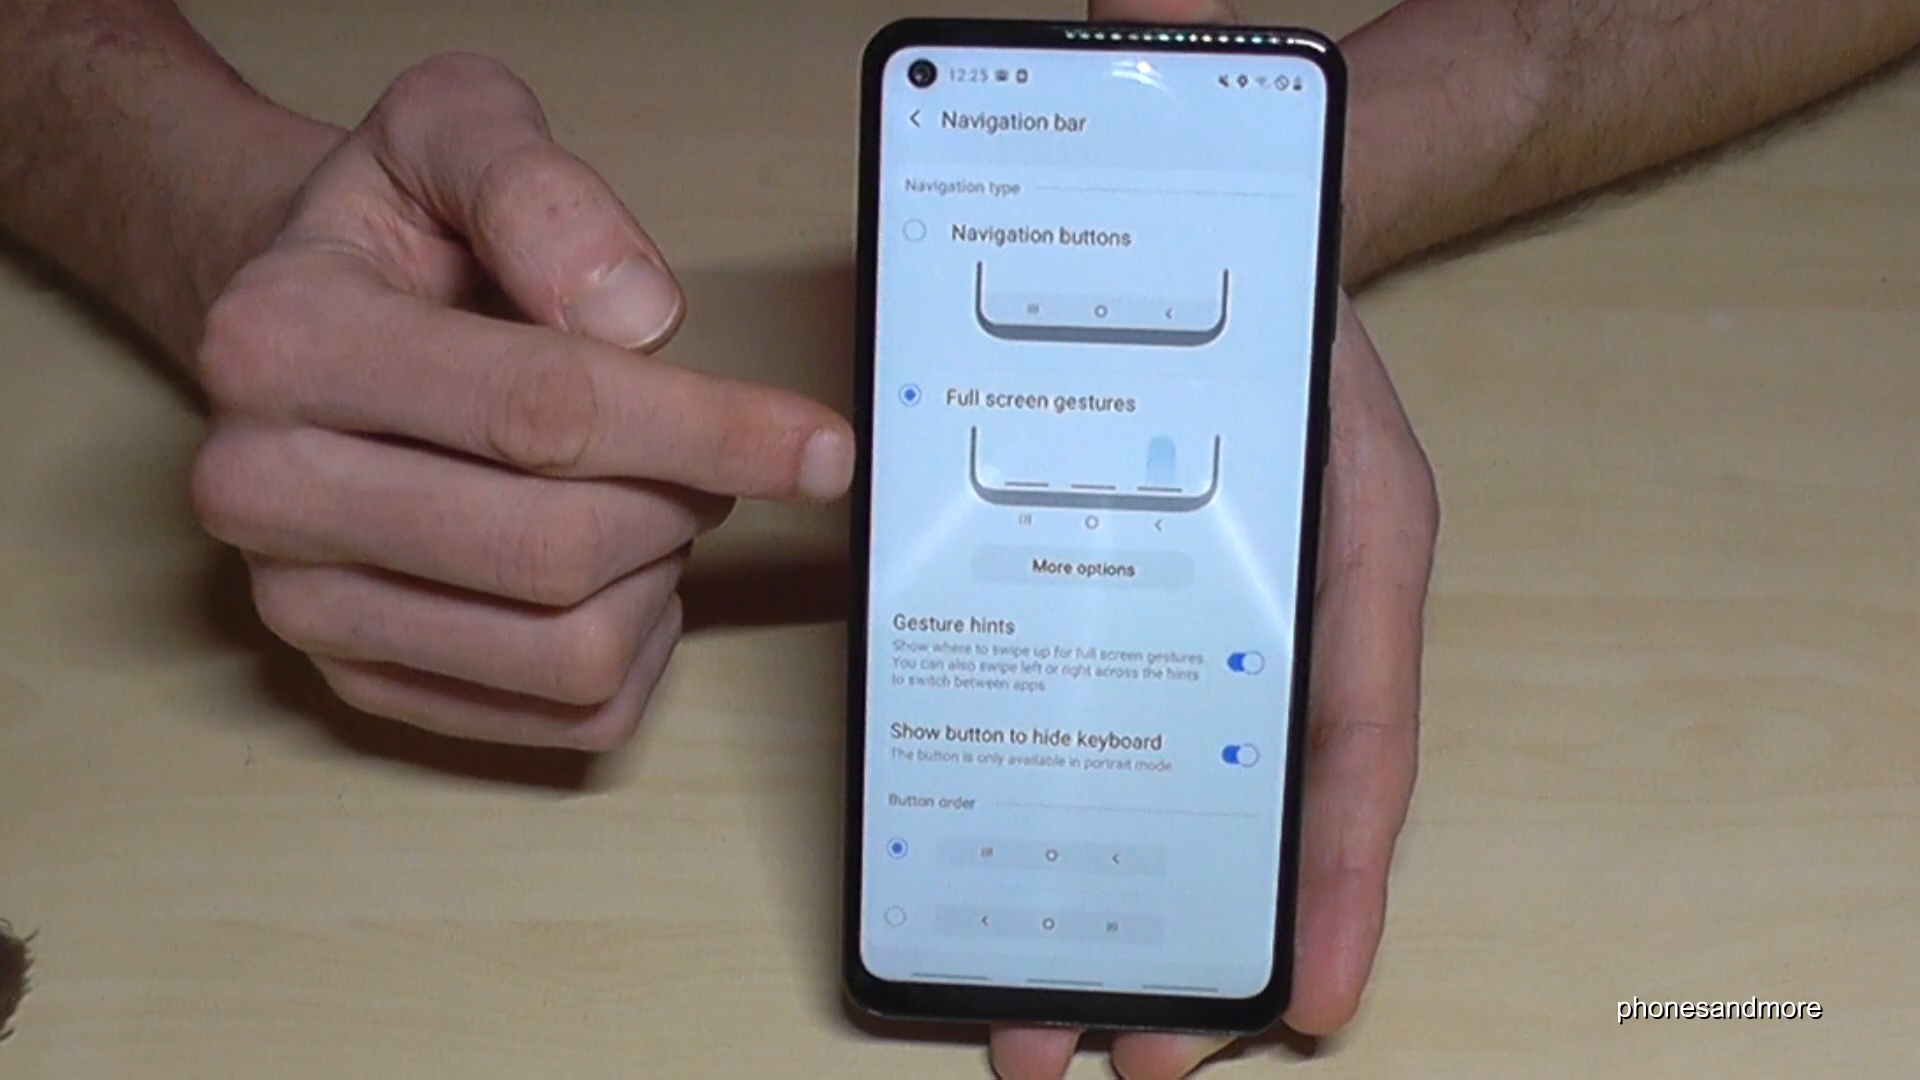 12:25
Navigation bar
Navigation type
Navigation buttons
Full screen gestures
More options
Gesture hints
Show where to swipe up for full screen gestures.
You can also swipe left or right across the hints
to switch between apps.
Show button to hide keyboard
The button is only available in portrait mode.
Button order
phonesandmore